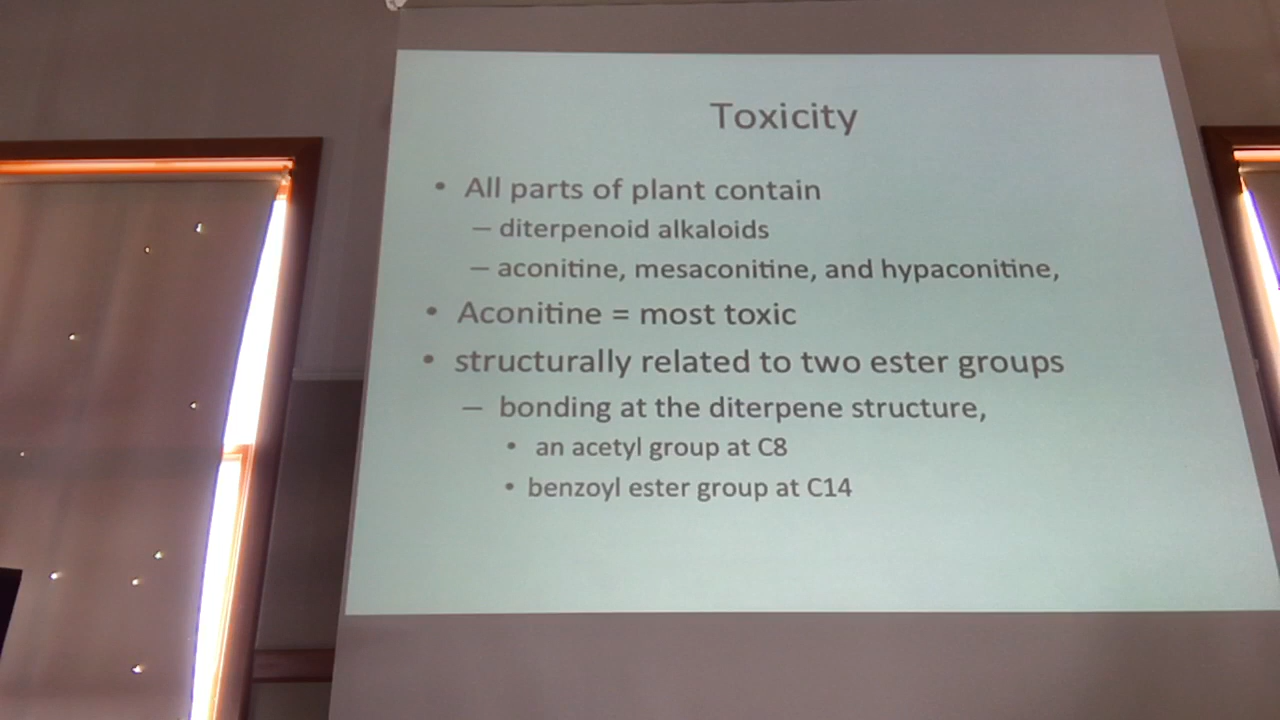 Toxicity
• All parts of plant contain
– diterpenoid alkaloids
– aconitine, mesaconitine, and hypaconitine,
• Aconitine = most toxic
• structurally related to two ester groups
– bonding at the diterpene structure,
• an acetyl group at C8
• benzoyl ester group at C14